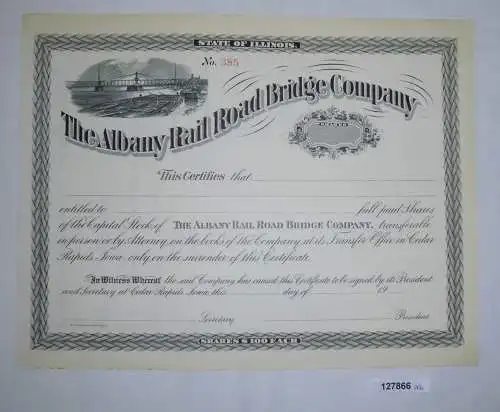 STATE OF ILLINOIS.
No. 385
The Albany Rail Road Bridge Company
SHARES
This Certifies that
entitled to full paid Shares
of the Capital Stock of THE ALBANY RAIL ROAD BRIDGE COMPANY, transferable
in person or by Attorney, on the books of the Company at its Transfer Office in Cedar
Rapids, Iowa, only on the surrender of this Certificate.
In Witness Whereof the said Company has caused this Certificate to be signed by its President
and Secretary at Cedar Rapids, Iowa, this day of 19
Secretary President
SHARES $100 EACH
127866